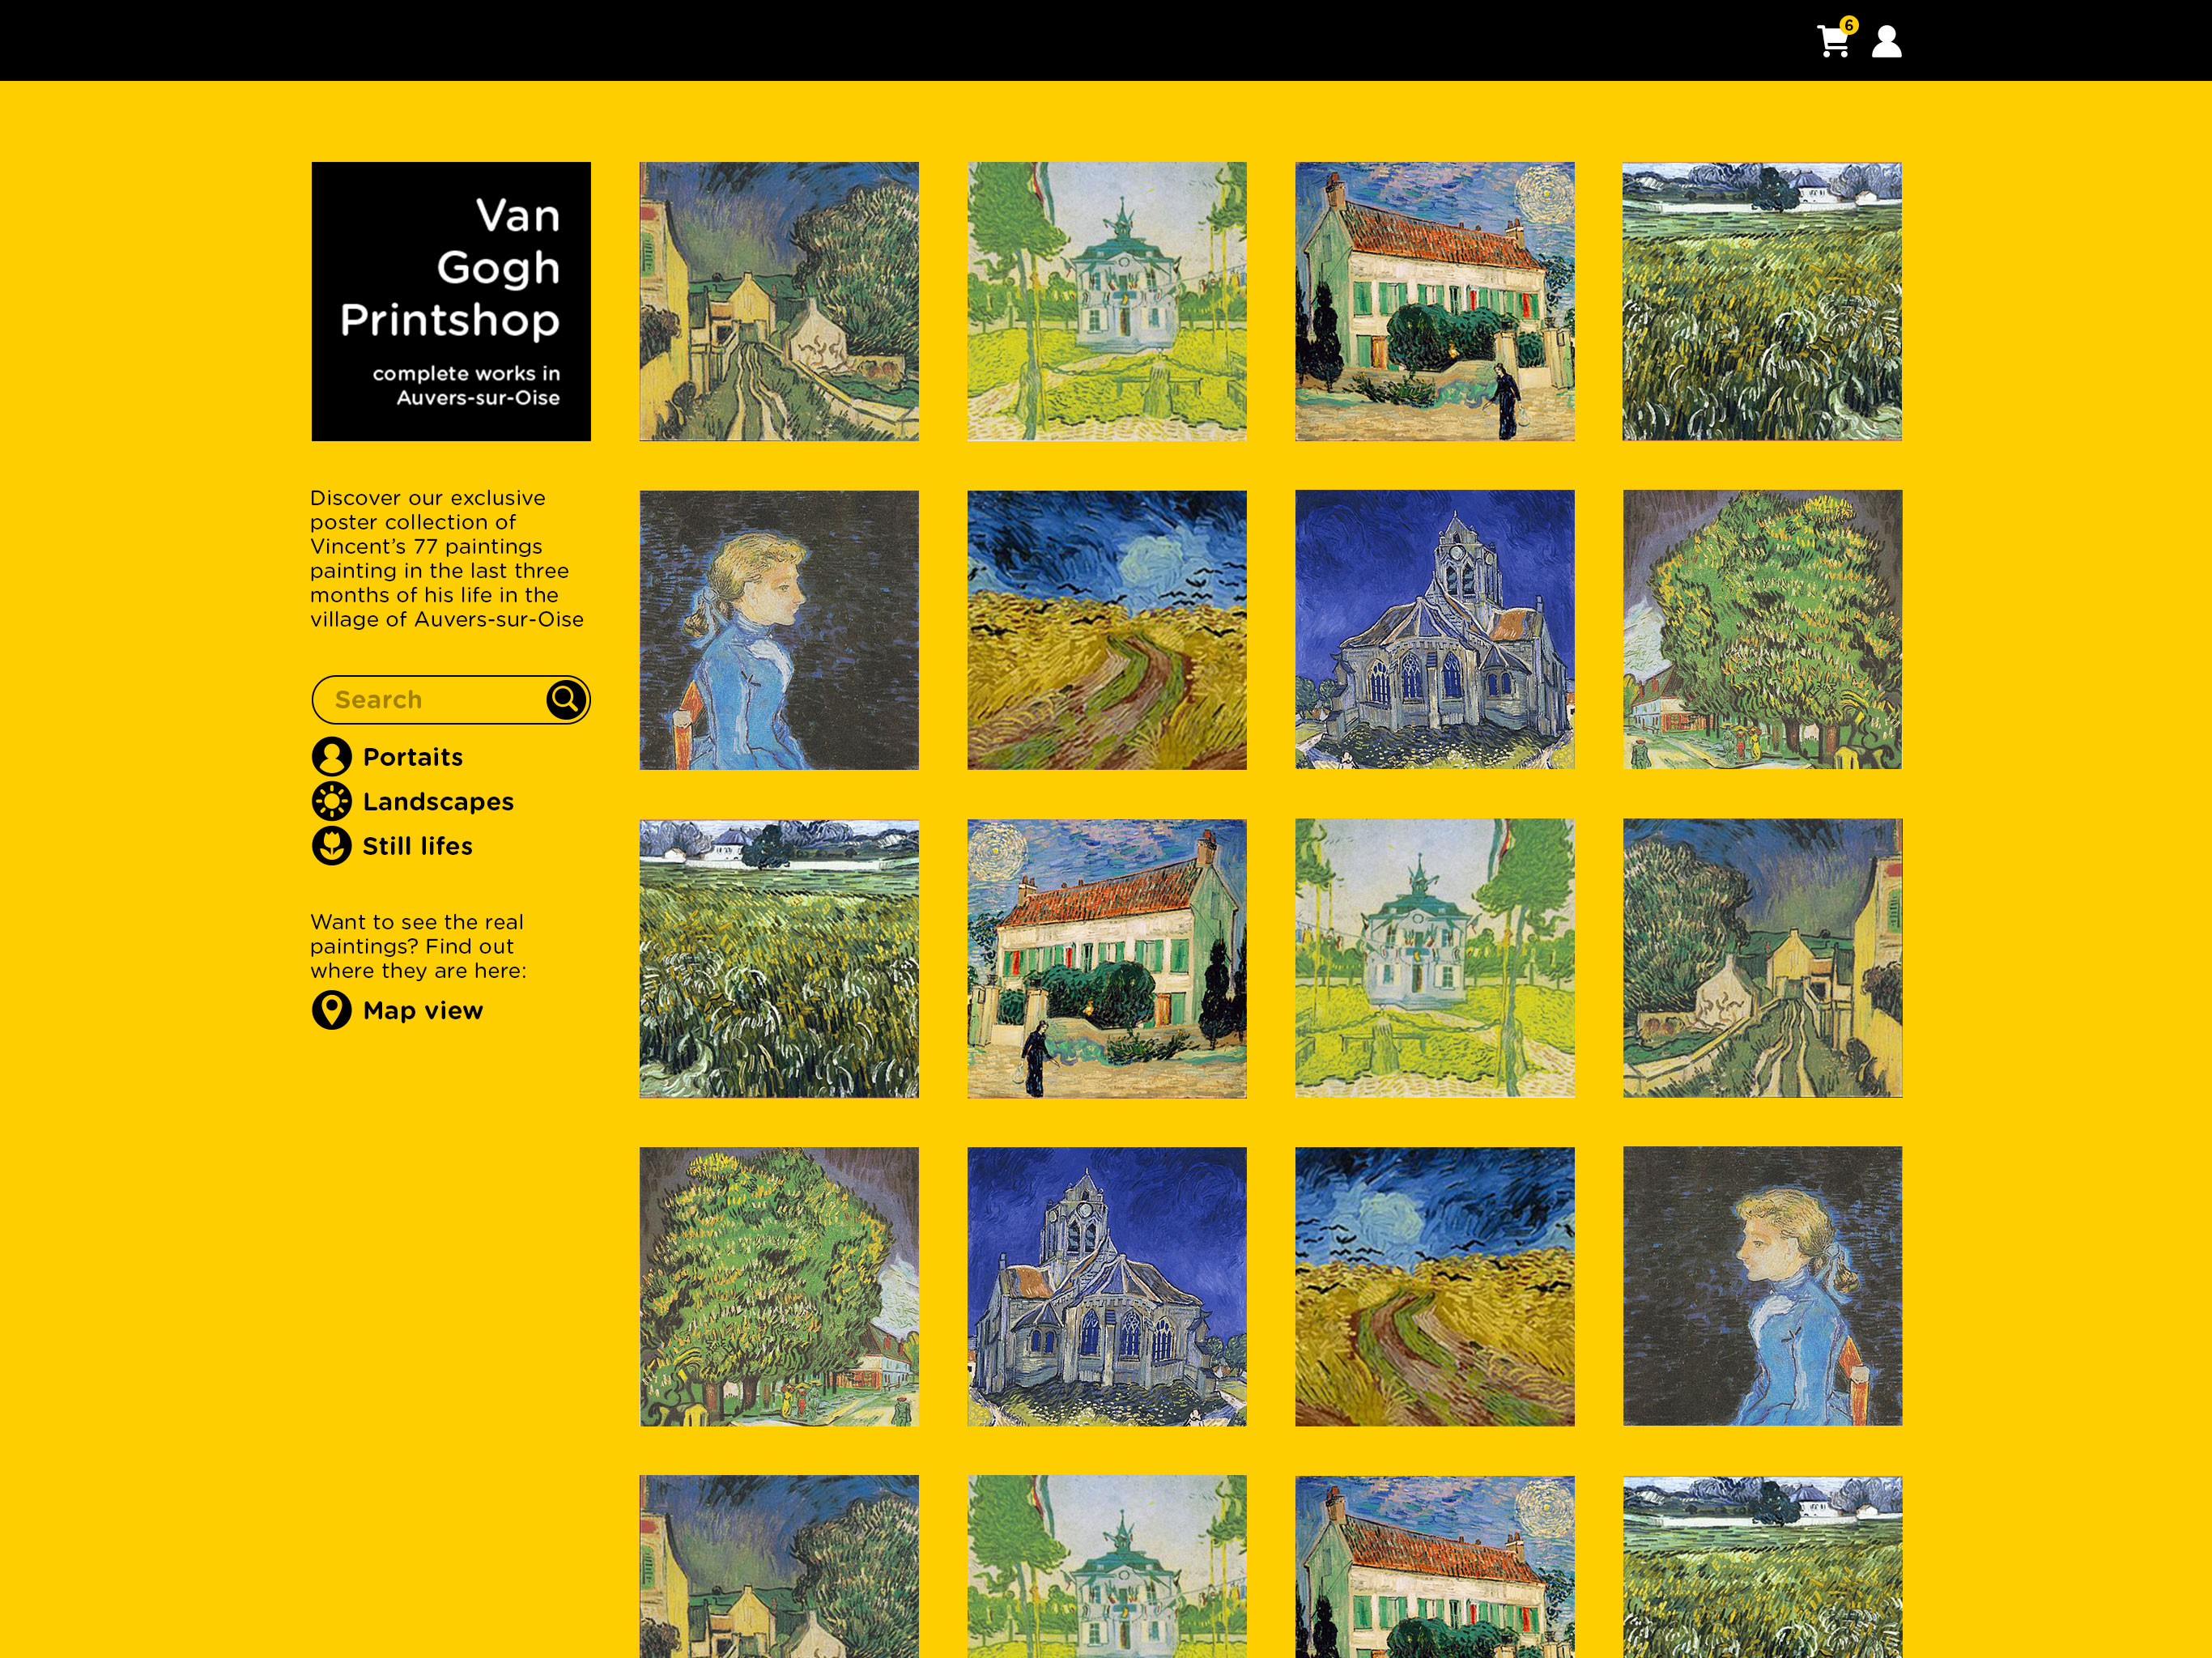 6
Van
Gogh
Printshop
complete works in
Auvers-sur-Oise
Discover our exclusive
poster collection of
Vincent’s 77 paintings
painting in the last three
months of his life in the
village of Auvers-sur-Oise
Search
Portaits
Landscapes
Still lifes
Want to see the real
paintings? Find out
where they are here:
Map view